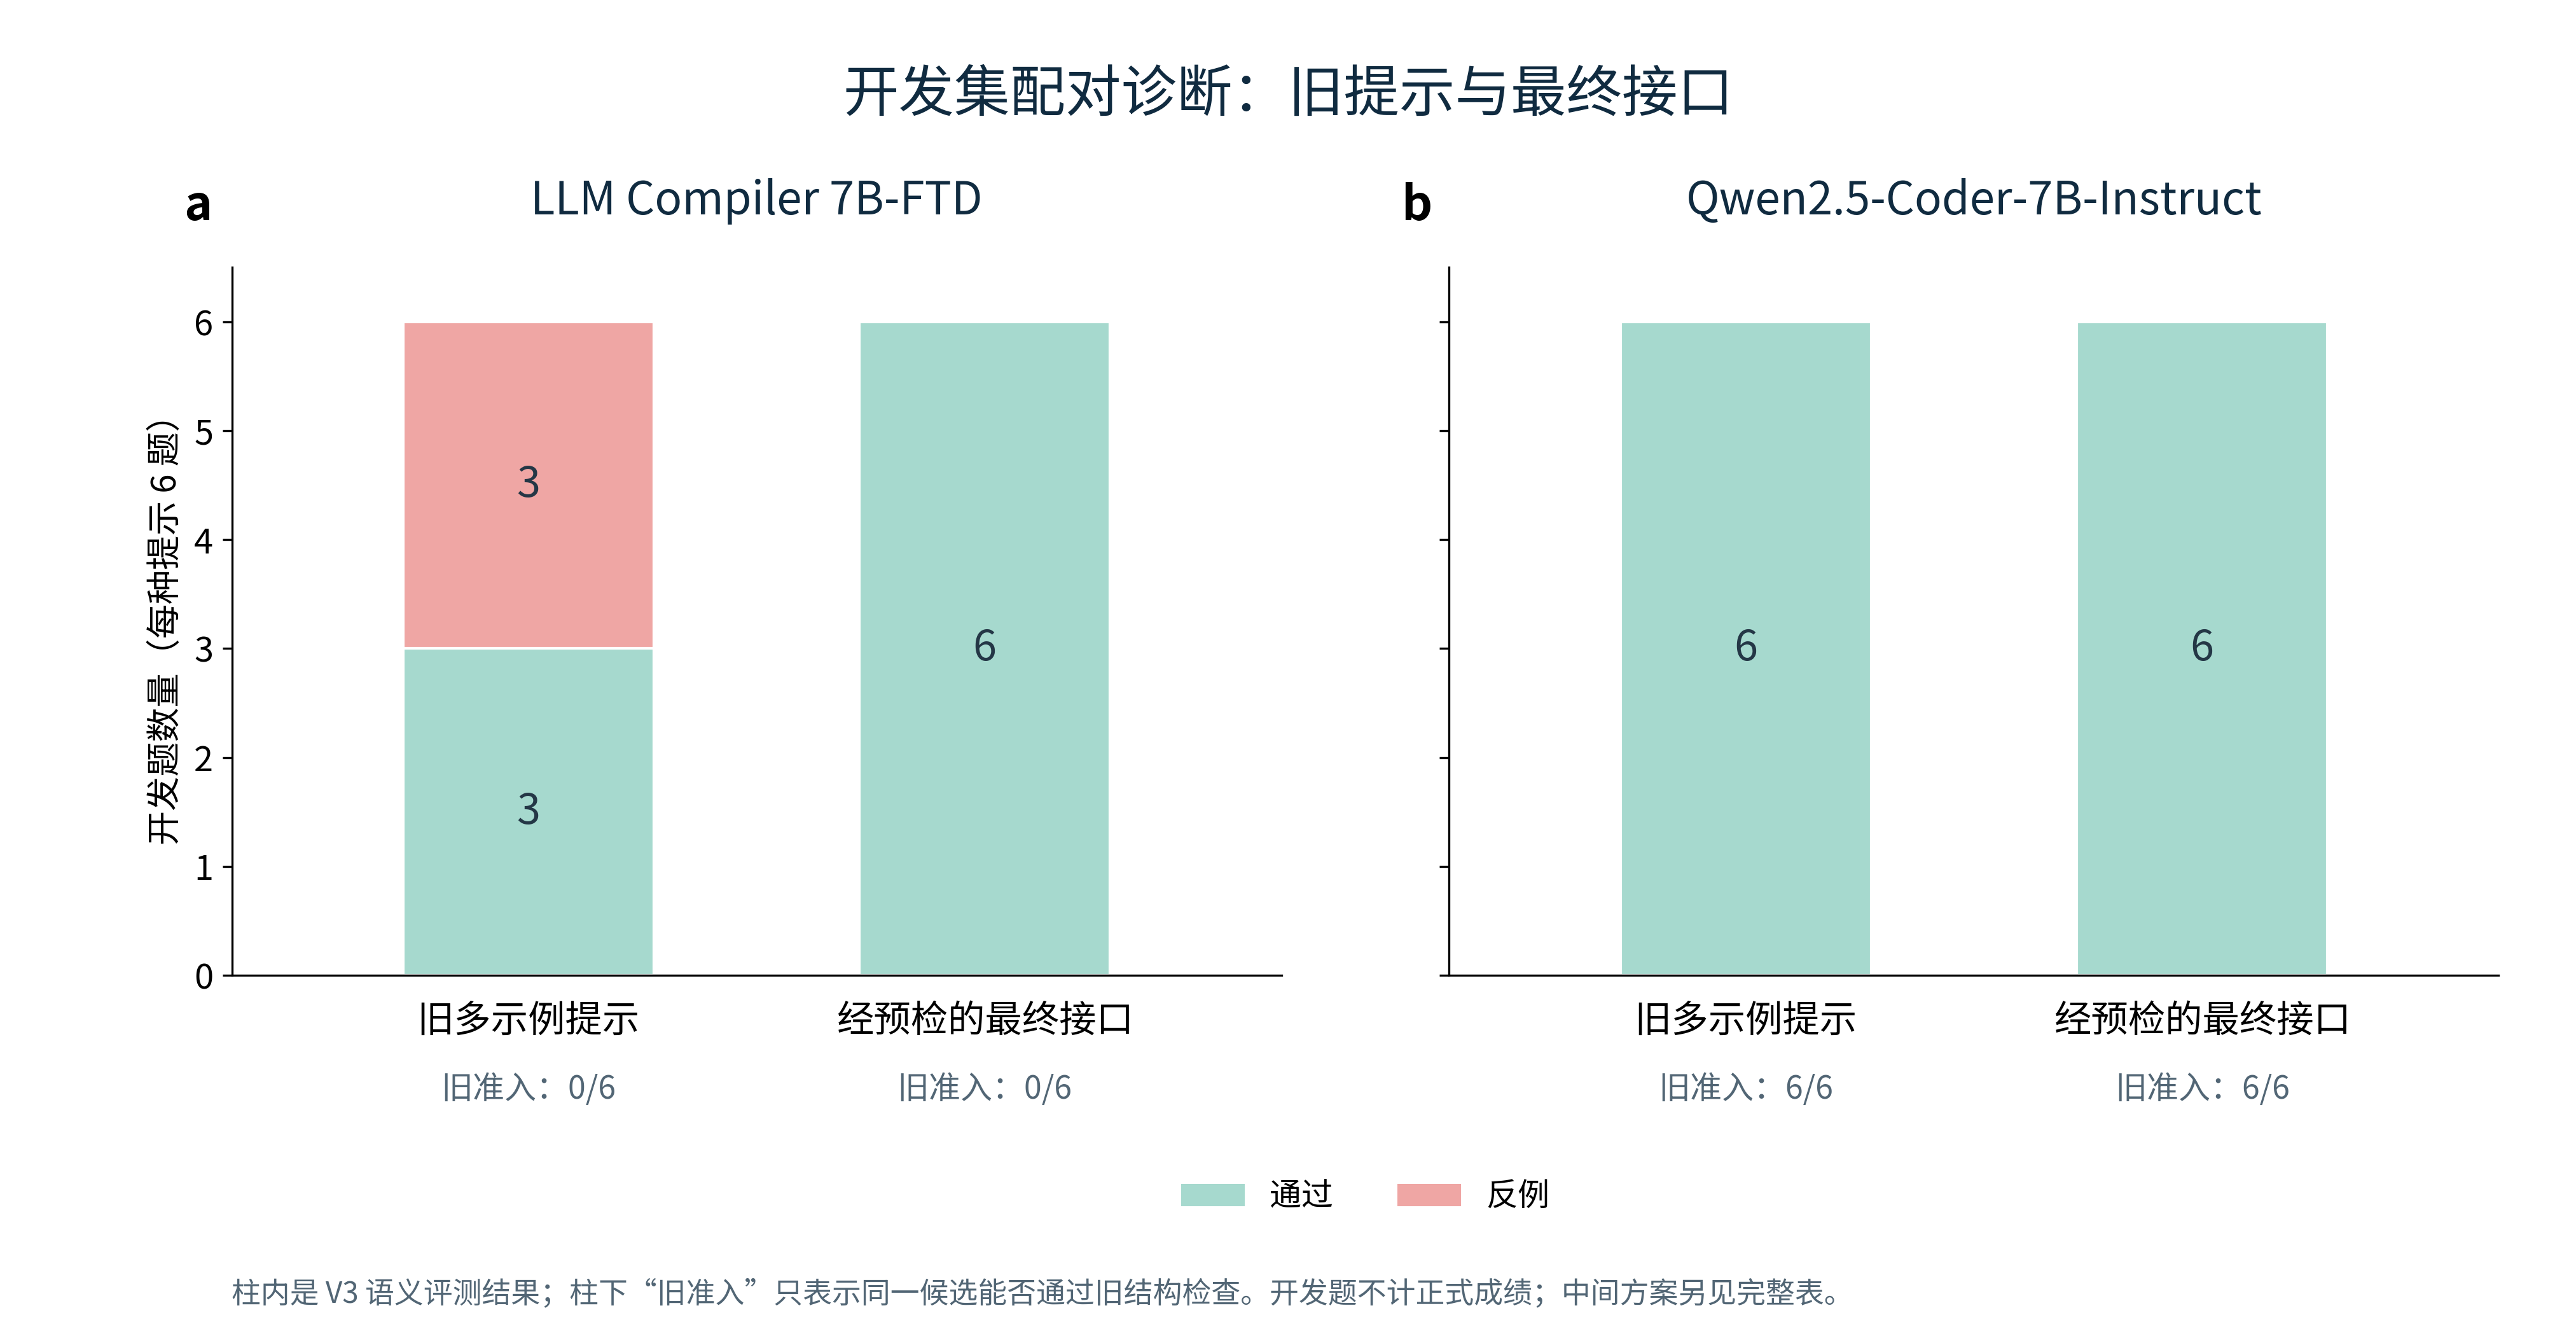 开发集配对诊断：旧提示与最终接口
a
LLM Compiler 7B-FTD
b
Qwen2.5-Coder-7B-Instruct
开发题数量（每种提示 6 题）
6
5
4
3
2
1
0
3
3
6
6
6
旧多示例提示
经预检的最终接口
旧多示例提示
经预检的最终接口
旧准入：0/6
旧准入：0/6
旧准入：6/6
旧准入：6/6
通过
反例
柱内是 V3 语义评测结果；柱下“旧准入”只表示同一候选能否通过旧结构检查。开发题不计正式成绩；中间方案另见完整表。